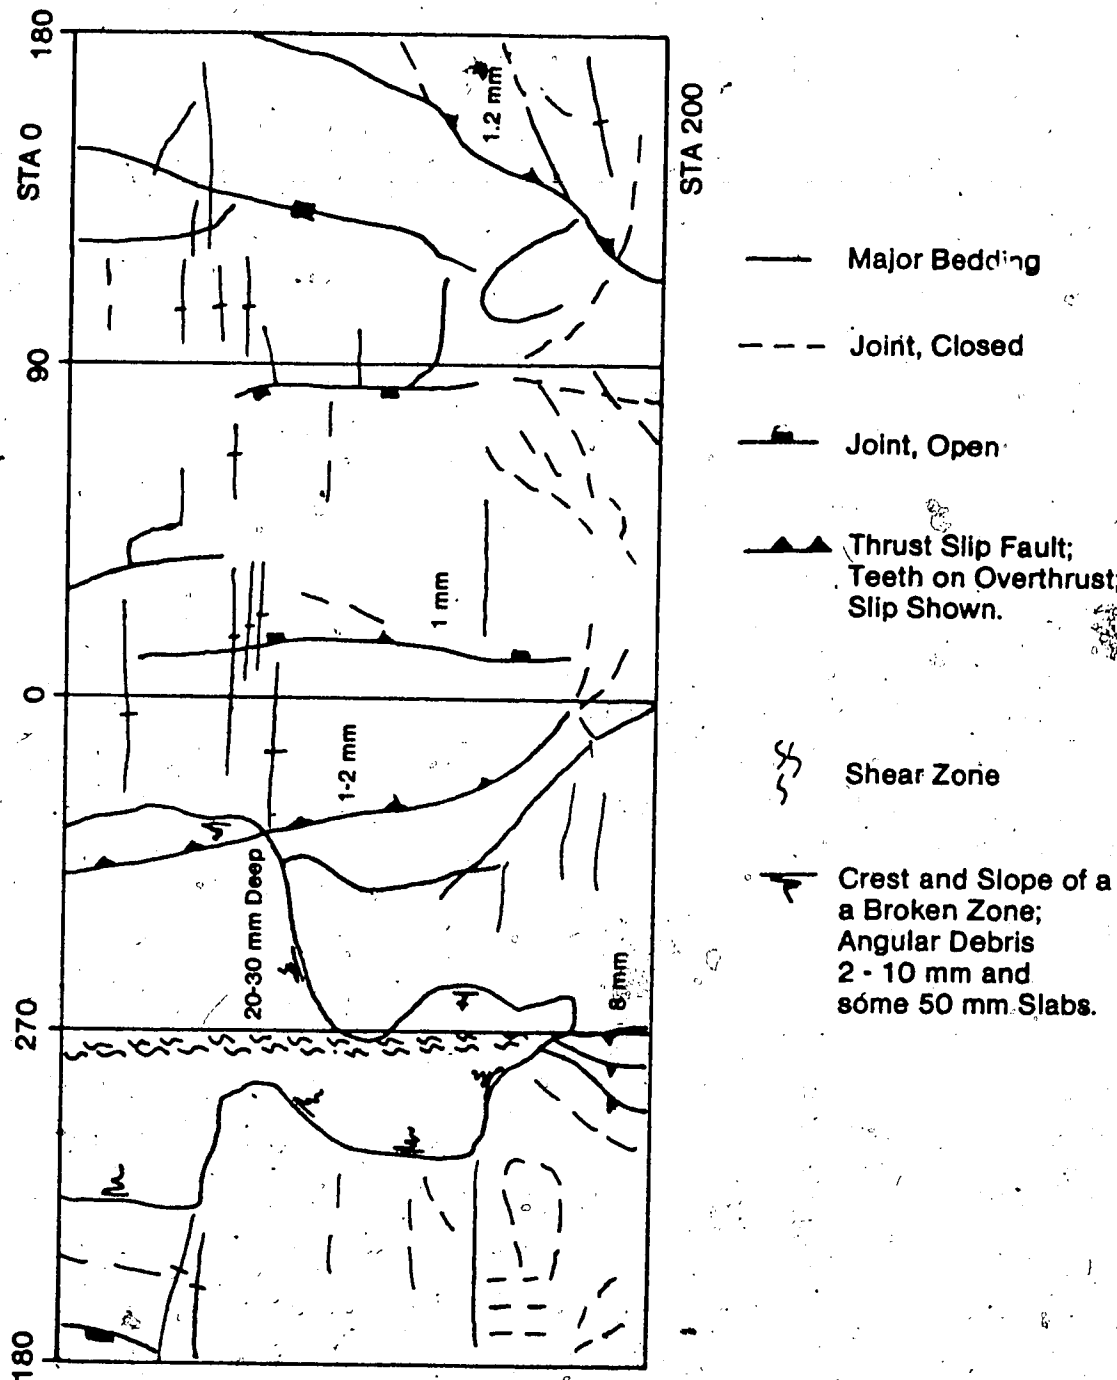 180
STA 0
STA 200
1.2 mm
Major Bedding
Joint, Closed
90
Joint, Open
Thrust Slip Fault;
Teeth on Overthrust;
Slip Shown.
1 mm
0
1-2 mm
Shear Zone
20-30 mm Deep
Crest and Slope of a
a Broken Zone;
Angular Debris
2 - 10 mm and
some 50 mm Slabs.
8 mm
270
180